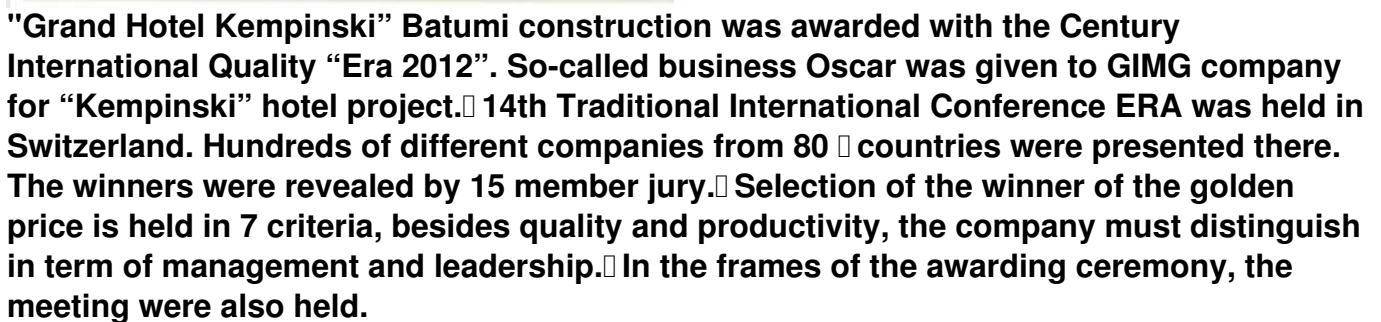 "Grand Hotel Kempinski” Batumi construction was awarded with the Century
International Quality “Era 2012”. So-called business Oscar was given to GIMG company
for “Kempinski” hotel project. 14th Traditional International Conference ERA was held in
Switzerland. Hundreds of different companies from 80 countries were presented there.
The winners were revealed by 15 member jury. Selection of the winner of the golden
price is held in 7 criteria, besides quality and productivity, the company must distinguish
in term of management and leadership. In the frames of the awarding ceremony, the
meeting were also held.